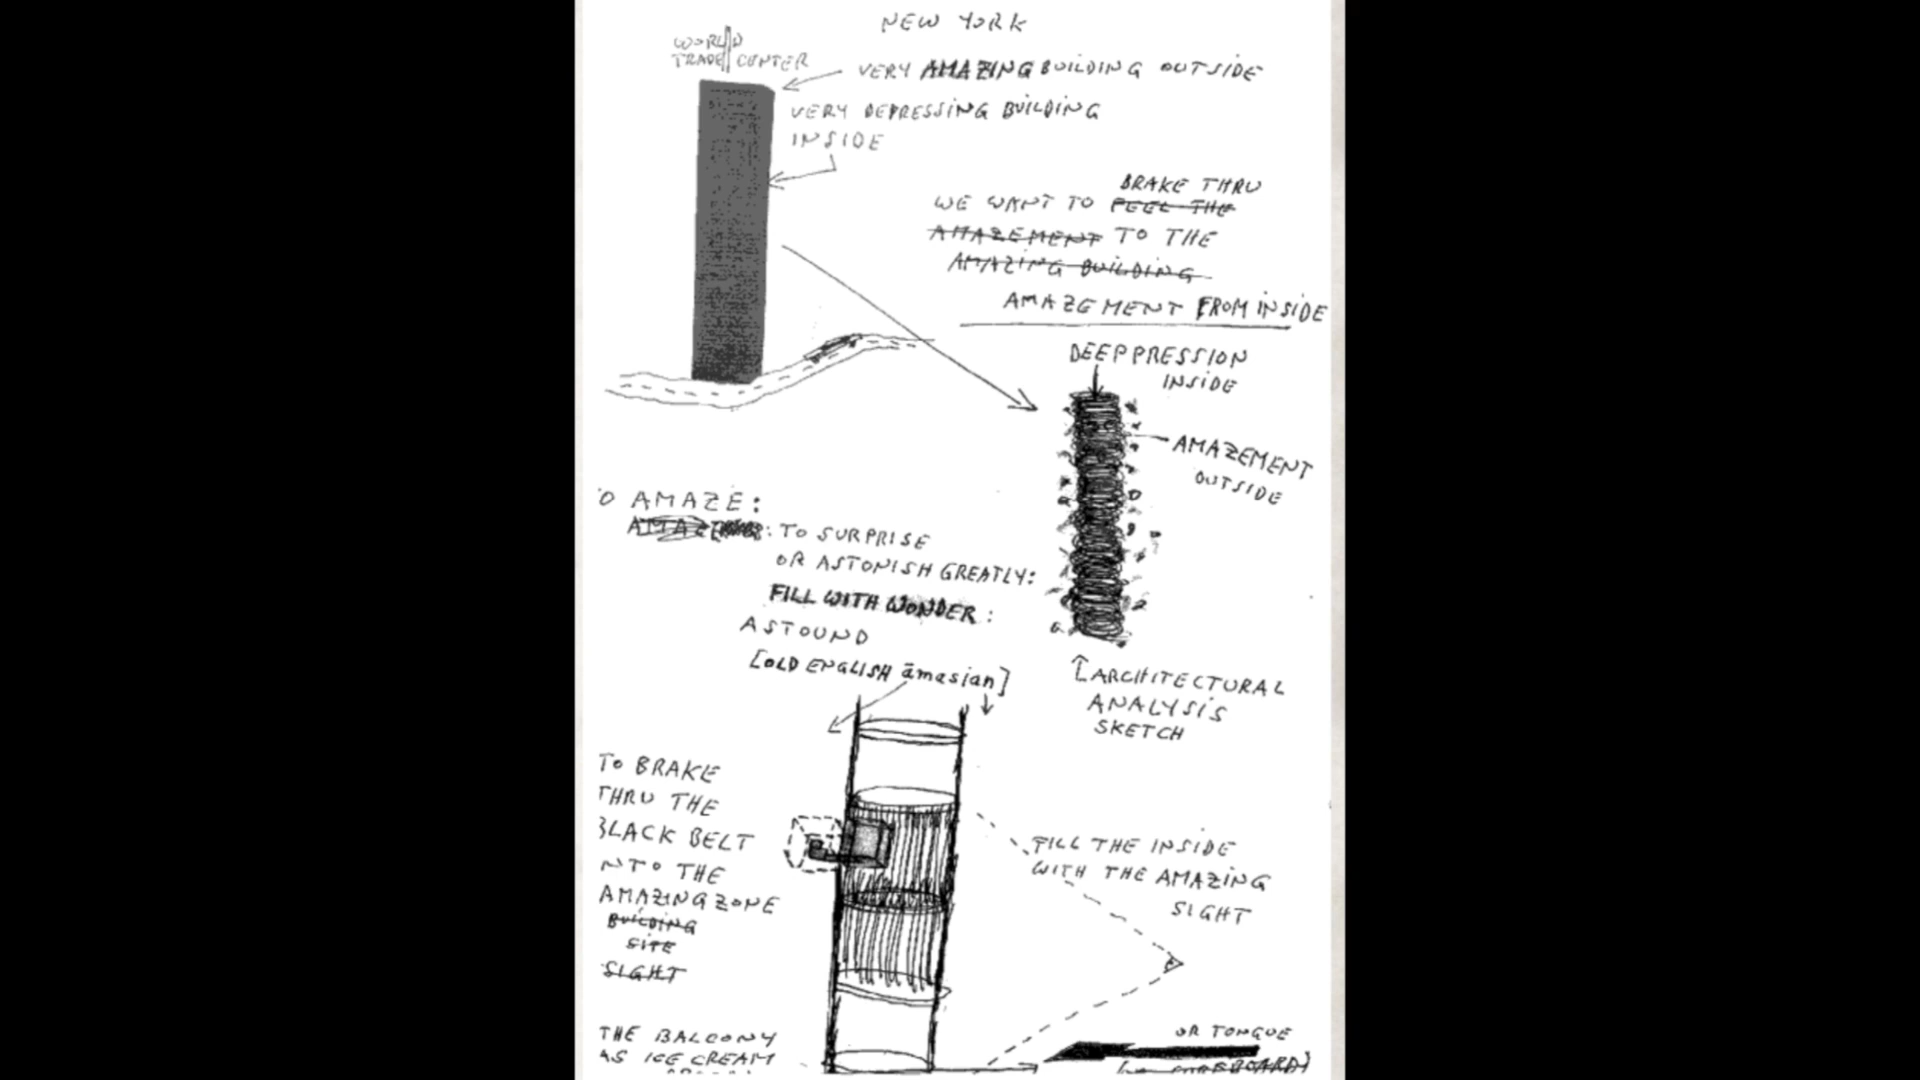 NEW YORK
WORLD
TRADE CENTER
VERY AMAZING BUILDING OUTSIDE
VERY DEPRESSING BUILDING
INSIDE
BRAKE THRU
WE WANT TO FEEL THE
AMAZEMENT TO THE
AMAZING BUILDING
AMAZEMENT FROM INSIDE
DEEPPRESSION
INSIDE
AMAZEMENT
OUTSIDE
O AMAZE:
: TO SURPRISE
OR ASTONISH GREATLY:
FILL WITH WONDER:
ASTOUND
[OLD ENGLISH āmasian]
ARCHITECTURAL
ANALYSIS
SKETCH
TO BRAKE
THRU THE
BLACK BELT
NTO THE
AMAZING ZONE
BUILDING
SITE
SIGHT
FILL THE INSIDE
WITH THE AMAZING
SIGHT
THE BALCONY
AS ICE CREAM
OR TONGUE